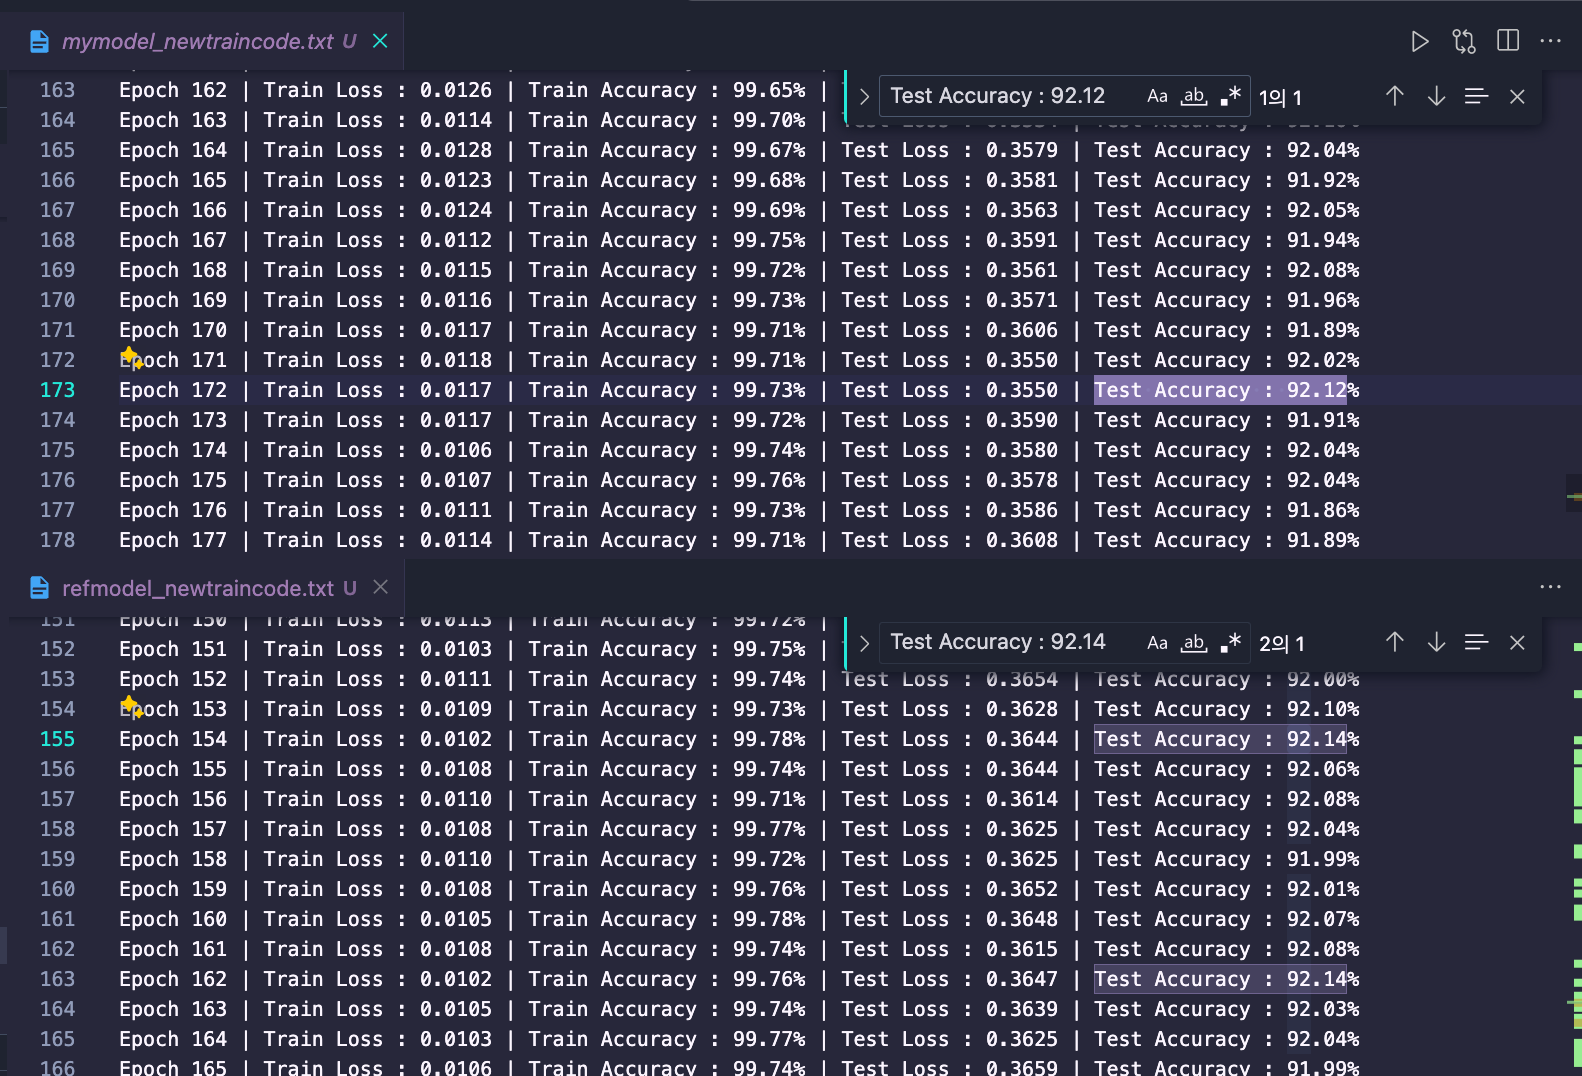 mymodel_newtraincode.txt U
163 Epoch 162 | Train Loss : 0.0126 | Train Accuracy : 99.65% |
Test Accuracy : 92.12 Aa ab .* 1의 1
164 Epoch 163 | Train Loss : 0.0114 | Train Accuracy : 99.70% |
165 Epoch 164 | Train Loss : 0.0128 | Train Accuracy : 99.67% | Test Loss : 0.3579 | Test Accuracy : 92.04%
166 Epoch 165 | Train Loss : 0.0123 | Train Accuracy : 99.68% | Test Loss : 0.3581 | Test Accuracy : 91.92%
167 Epoch 166 | Train Loss : 0.0124 | Train Accuracy : 99.69% | Test Loss : 0.3563 | Test Accuracy : 92.05%
168 Epoch 167 | Train Loss : 0.0112 | Train Accuracy : 99.75% | Test Loss : 0.3591 | Test Accuracy : 91.94%
169 Epoch 168 | Train Loss : 0.0115 | Train Accuracy : 99.72% | Test Loss : 0.3561 | Test Accuracy : 92.08%
170 Epoch 169 | Train Loss : 0.0116 | Train Accuracy : 99.73% | Test Loss : 0.3571 | Test Accuracy : 91.96%
171 Epoch 170 | Train Loss : 0.0117 | Train Accuracy : 99.71% | Test Loss : 0.3606 | Test Accuracy : 91.89%
172 Epoch 171 | Train Loss : 0.0118 | Train Accuracy : 99.71% | Test Loss : 0.3550 | Test Accuracy : 92.02%
173 Epoch 172 | Train Loss : 0.0117 | Train Accuracy : 99.73% | Test Loss : 0.3550 | Test Accuracy : 92.12%
174 Epoch 173 | Train Loss : 0.0117 | Train Accuracy : 99.72% | Test Loss : 0.3590 | Test Accuracy : 91.91%
175 Epoch 174 | Train Loss : 0.0106 | Train Accuracy : 99.74% | Test Loss : 0.3580 | Test Accuracy : 92.04%
176 Epoch 175 | Train Loss : 0.0107 | Train Accuracy : 99.76% | Test Loss : 0.3578 | Test Accuracy : 92.04%
177 Epoch 176 | Train Loss : 0.0111 | Train Accuracy : 99.73% | Test Loss : 0.3586 | Test Accuracy : 91.86%
178 Epoch 177 | Train Loss : 0.0114 | Train Accuracy : 99.71% | Test Loss : 0.3608 | Test Accuracy : 91.89%
refmodel_newtraincode.txt U
151 Epoch 150 | Train Loss : 0.0113 | Train Accuracy : 99.72% |
Test Accuracy : 92.14 Aa ab .* 2의 1
152 Epoch 151 | Train Loss : 0.0103 | Train Accuracy : 99.75% |
153 Epoch 152 | Train Loss : 0.0111 | Train Accuracy : 99.74% | Test Loss : 0.3654 | Test Accuracy : 92.00%
154 Epoch 153 | Train Loss : 0.0109 | Train Accuracy : 99.73% | Test Loss : 0.3628 | Test Accuracy : 92.10%
155 Epoch 154 | Train Loss : 0.0102 | Train Accuracy : 99.78% | Test Loss : 0.3644 | Test Accuracy : 92.14%
156 Epoch 155 | Train Loss : 0.0108 | Train Accuracy : 99.74% | Test Loss : 0.3644 | Test Accuracy : 92.06%
157 Epoch 156 | Train Loss : 0.0110 | Train Accuracy : 99.71% | Test Loss : 0.3614 | Test Accuracy : 92.08%
158 Epoch 157 | Train Loss : 0.0108 | Train Accuracy : 99.77% | Test Loss : 0.3625 | Test Accuracy : 92.04%
159 Epoch 158 | Train Loss : 0.0110 | Train Accuracy : 99.72% | Test Loss : 0.3625 | Test Accuracy : 91.99%
160 Epoch 159 | Train Loss : 0.0108 | Train Accuracy : 99.76% | Test Loss : 0.3652 | Test Accuracy : 92.01%
161 Epoch 160 | Train Loss : 0.0105 | Train Accuracy : 99.78% | Test Loss : 0.3648 | Test Accuracy : 92.07%
162 Epoch 161 | Train Loss : 0.0108 | Train Accuracy : 99.74% | Test Loss : 0.3615 | Test Accuracy : 92.08%
163 Epoch 162 | Train Loss : 0.0102 | Train Accuracy : 99.76% | Test Loss : 0.3647 | Test Accuracy : 92.14%
164 Epoch 163 | Train Loss : 0.0105 | Train Accuracy : 99.74% | Test Loss : 0.3639 | Test Accuracy : 92.03%
165 Epoch 164 | Train Loss : 0.0103 | Train Accuracy : 99.77% | Test Loss : 0.3625 | Test Accuracy : 92.04%
166 Epoch 165 | Train Loss : 0.0106 | Train Accuracy : 99.74% | Test Loss : 0.3659 | Test Accuracy : 91.99%